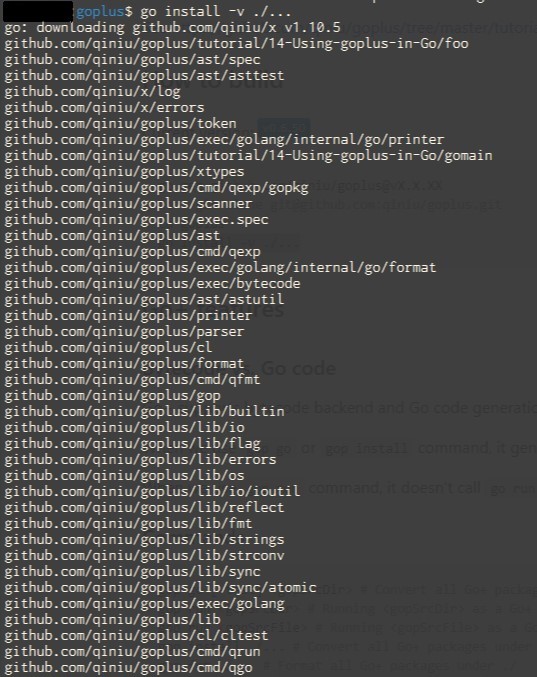 goplus$ go install -v ./...
go: downloading github.com/qiniu/x v1.10.5
github.com/qiniu/goplus/tutorial/14-Using-goplus-in-Go/foo
github.com/qiniu/goplus/ast/spec
github.com/qiniu/goplus/ast/asttest
github.com/qiniu/x/log
github.com/qiniu/x/errors
github.com/qiniu/goplus/token
github.com/qiniu/goplus/exec/golang/internal/go/printer
github.com/qiniu/goplus/tutorial/14-Using-goplus-in-Go/gomain
github.com/qiniu/goplus/xtypes
github.com/qiniu/goplus/cmd/qexp/gopkg
github.com/qiniu/goplus/scanner
github.com/qiniu/goplus/exec.spec
github.com/qiniu/goplus/ast
github.com/qiniu/goplus/cmd/qexp
github.com/qiniu/goplus/exec/golang/internal/go/format
github.com/qiniu/goplus/exec/bytecode
github.com/qiniu/goplus/ast/astutil
github.com/qiniu/goplus/printer
github.com/qiniu/goplus/parser
github.com/qiniu/goplus/cl
github.com/qiniu/goplus/format
github.com/qiniu/goplus/cmd/qfmt
github.com/qiniu/goplus/gop
github.com/qiniu/goplus/lib/builtin
github.com/qiniu/goplus/lib/io
github.com/qiniu/goplus/lib/flag
github.com/qiniu/goplus/lib/errors
github.com/qiniu/goplus/lib/os
github.com/qiniu/goplus/lib/io/ioutil
github.com/qiniu/goplus/lib/reflect
github.com/qiniu/goplus/lib/fmt
github.com/qiniu/goplus/lib/strings
github.com/qiniu/goplus/lib/strconv
github.com/qiniu/goplus/lib/sync
github.com/qiniu/goplus/lib/sync/atomic
github.com/qiniu/goplus/exec/golang
github.com/qiniu/goplus/lib
github.com/qiniu/goplus/cl/cltest
github.com/qiniu/goplus/cmd/qrun
github.com/qiniu/goplus/cmd/qgo